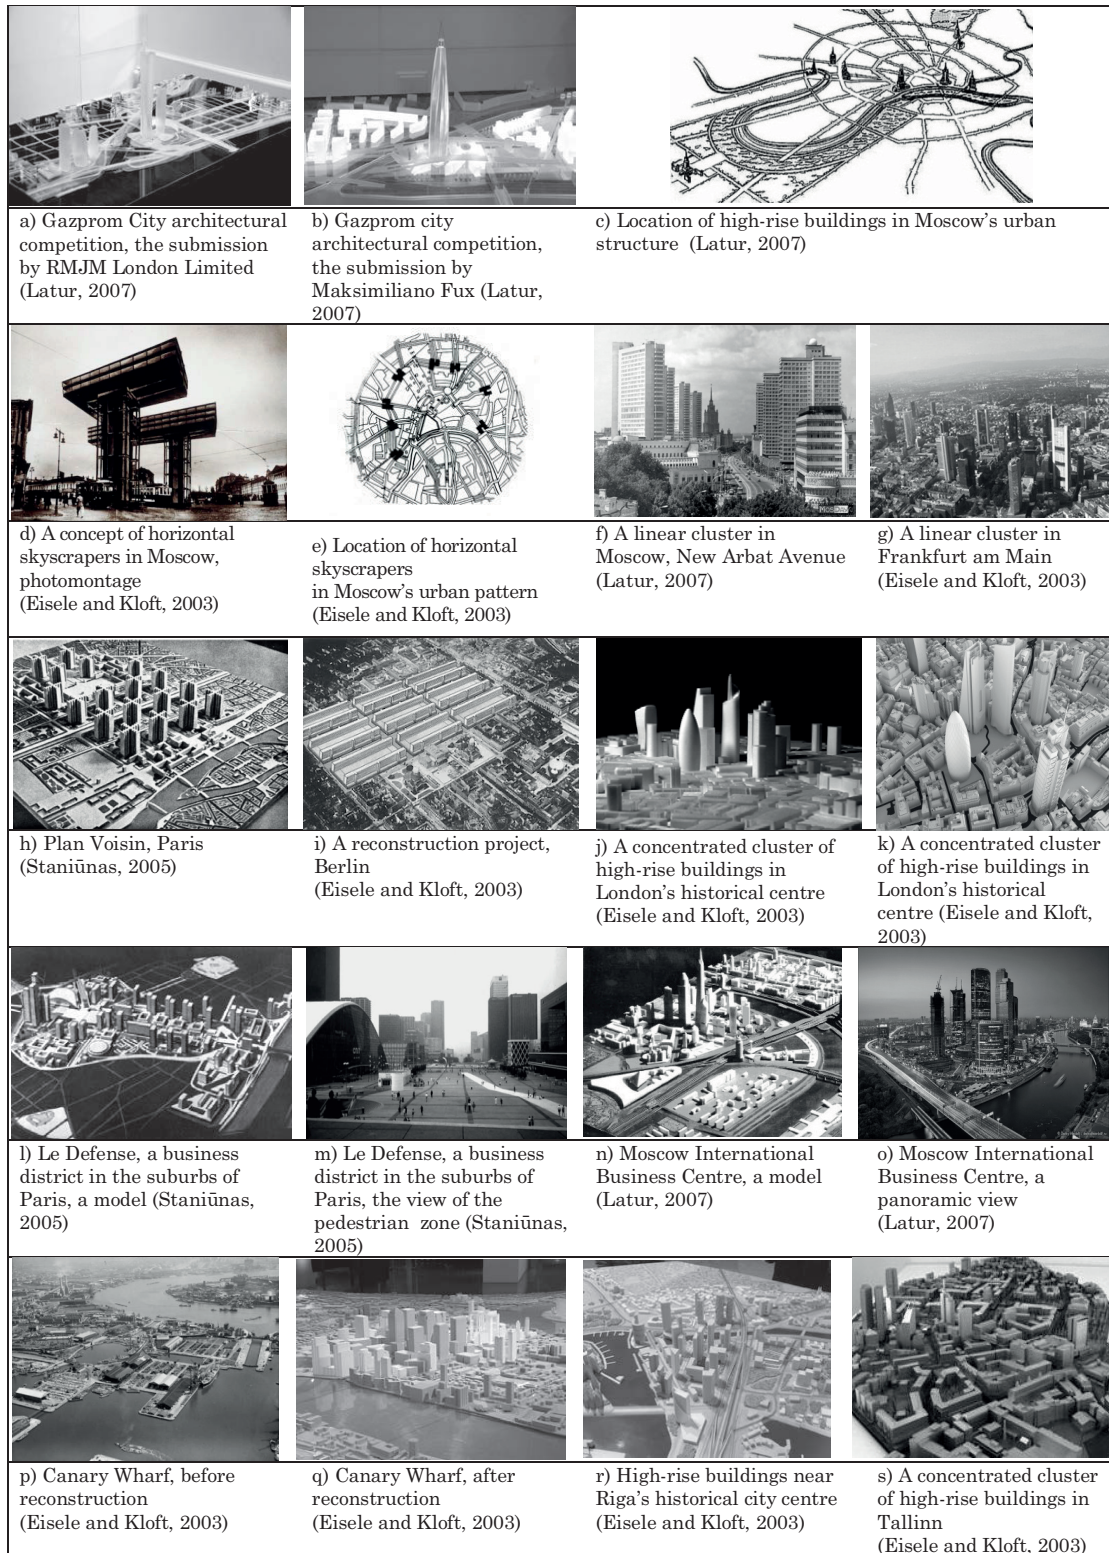 a) Gazprom City architectural
competition, the submission
by RMJM London Limited
(Latur, 2007)
b) Gazprom city
architectural competition,
the submission by
Maksimiliano Fux (Latur,
2007)
c) Location of high-rise buildings in Moscow's urban
structure (Latur, 2007)
d) A concept of horizontal
skyscrapers in Moscow,
photomontage
(Eisele and Kloft, 2003)
e) Location of horizontal
skyscrapers
in Moscow's urban pattern
(Eisele and Kloft, 2003)
f) A linear cluster in
Moscow, New Arbat Avenue
(Latur, 2007)
g) A linear cluster in
Frankfurt am Main
(Eisele and Kloft, 2003)
h) Plan Voisin, Paris
(Staniūnas, 2005)
i) A reconstruction project,
Berlin
(Eisele and Kloft, 2003)
j) A concentrated cluster of
high-rise buildings in
London's historical centre
(Eisele and Kloft, 2003)
k) A concentrated cluster
of high-rise buildings in
London's historical
centre (Eisele and Kloft,
2003)
l) Le Defense, a business
district in the suburbs of
Paris, a model (Staniūnas,
2005)
m) Le Defense, a business
district in the suburbs of
Paris, the view of the
pedestrian zone (Staniūnas,
2005)
n) Moscow International
Business Centre, a model
(Latur, 2007)
o) Moscow International
Business Centre, a
panoramic view
(Latur, 2007)
p) Canary Wharf, before
reconstruction
(Eisele and Kloft, 2003)
q) Canary Wharf, after
reconstruction
(Eisele and Kloft, 2003)
r) High-rise buildings near
Riga's historical city centre
(Eisele and Kloft, 2003)
s) A concentrated cluster
of high-rise buildings in
Tallinn
(Eisele and Kloft, 2003)